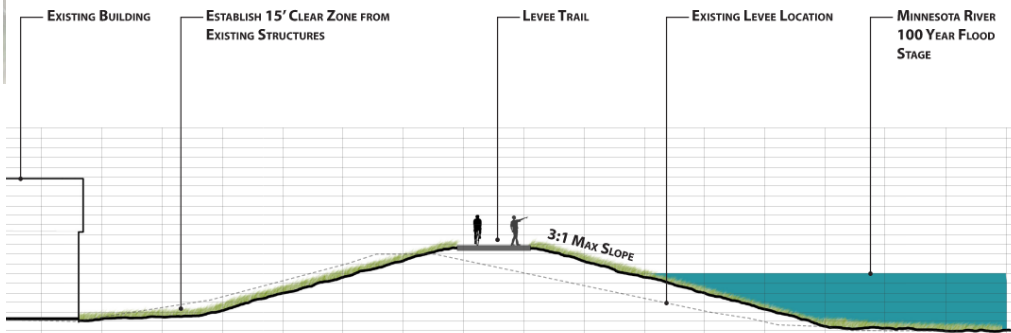 Existing Building
Establish 15' Clear Zone from
Existing Structures
Levee Trail
Existing Levee Location
Minnesota River
100 Year Flood
Stage
3:1 Max Slope